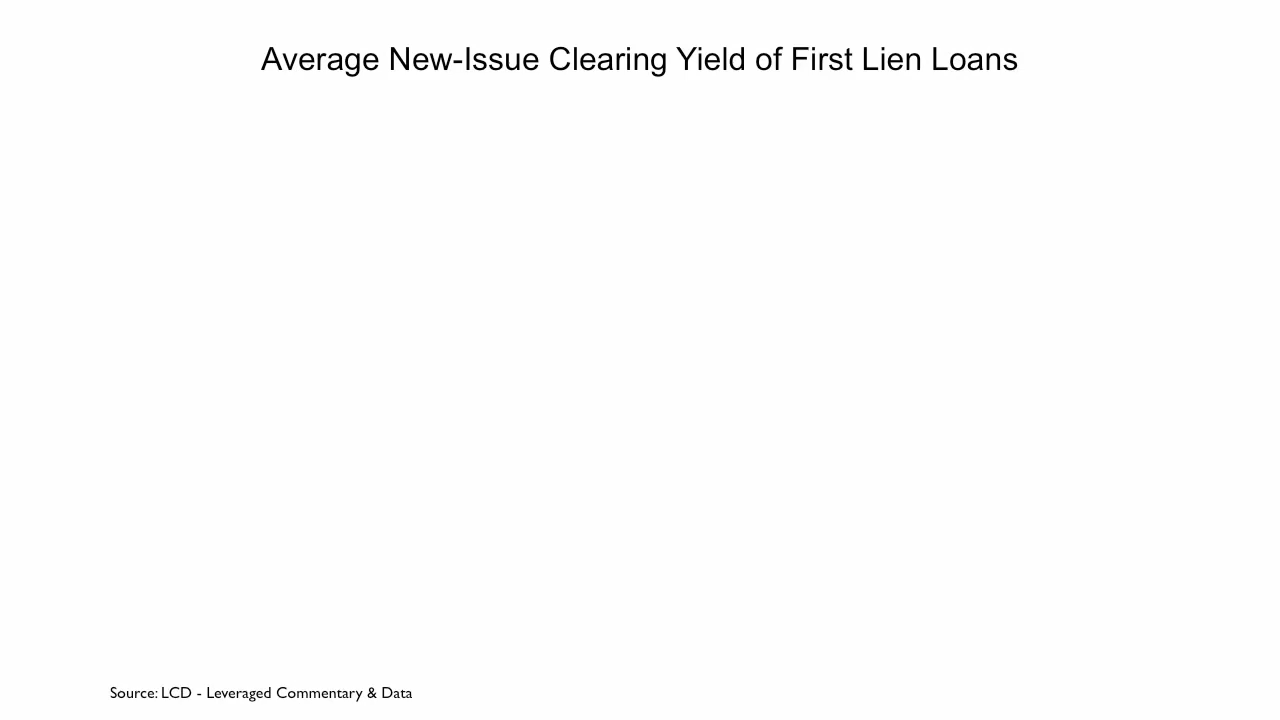 Average New-Issue Clearing Yield of First Lien Loans
Source: LCD - Leveraged Commentary & Data